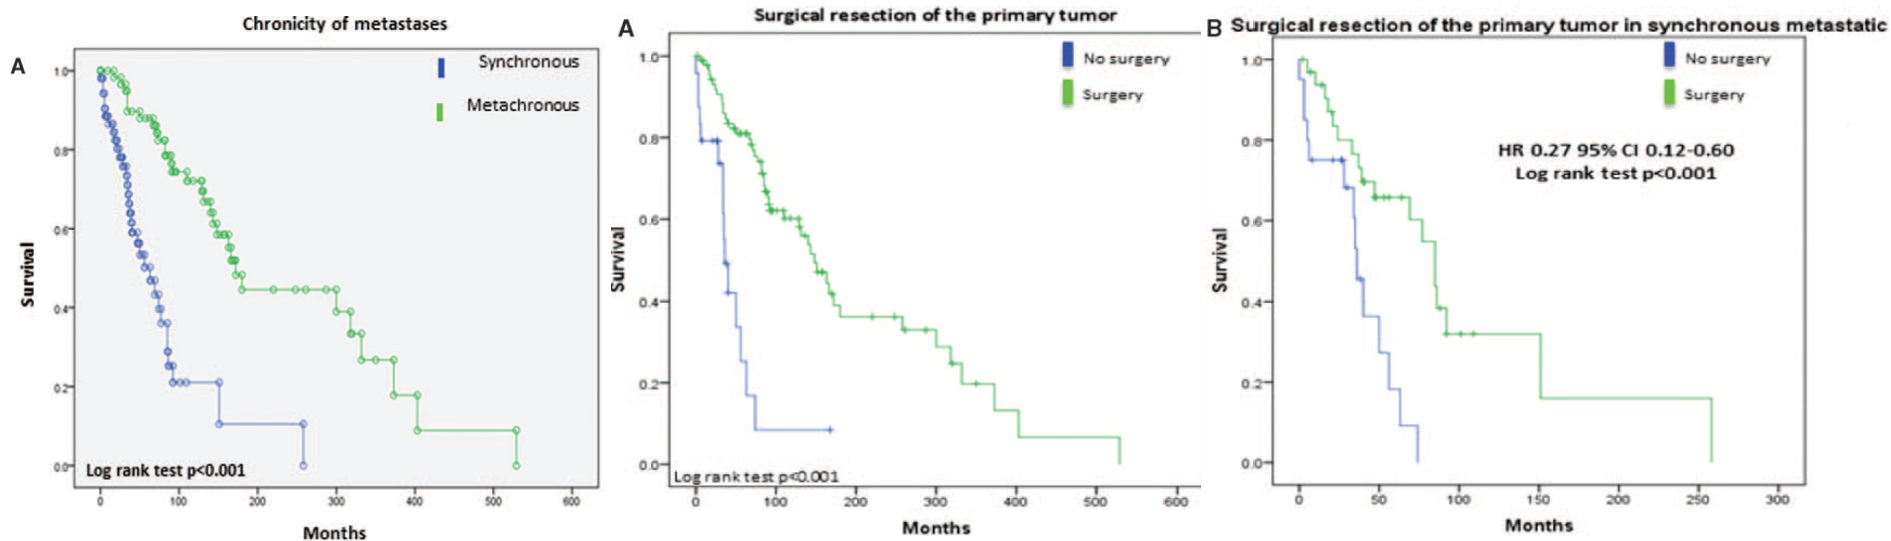 Chronicity of metastases
A
Synchronous
Metachronous
1.0
0.8
0.6
0.4
0.2
0.0
Survival
Log rank test p<0.001
0 100 200 300 400 500 600
Months
Surgical resection of the primary tumor
A
No surgery
Surgery
1.0
0.8
0.6
0.4
0.2
0.0
Survival
Log rank test p<0.001
0 100 200 300 400 500 600
Months
B Surgical resection of the primary tumor in synchronous metastatic
No surgery
Surgery
HR 0.27 95% CI 0.12-0.60
Log rank test p<0.001
1.0
0.8
0.6
0.4
0.2
0.0
Survival
0 50 100 150 200 250 300
Months